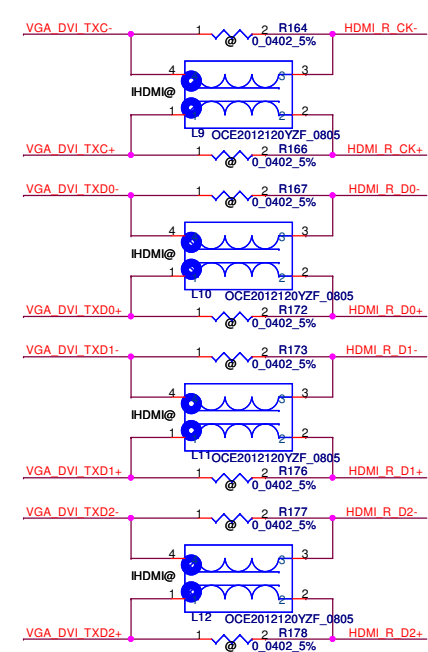 VGA_DVI_TXC- 1 2 R164 HDMI_R_CK-
@ 0_0402_5%
4 3 3
IHDMI@
1 2 2
L9 OCE2012120YZF_0805
VGA_DVI_TXC+ 1 2 R166 HDMI_R_CK+
@ 0_0402_5%
VGA_DVI_TXD0- 1 2 R167 HDMI_R_D0-
@ 0_0402_5%
4 3 3
IHDMI@
1 2 2
L10 OCE2012120YZF_0805
VGA_DVI_TXD0+ 1 2 R172 HDMI_R_D0+
@ 0_0402_5%
VGA_DVI_TXD1- 1 2 R173 HDMI_R_D1-
@ 0_0402_5%
4 3 3
IHDMI@
1 2 2
L11 OCE2012120YZF_0805
VGA_DVI_TXD1+ 1 2 R176 HDMI_R_D1+
@ 0_0402_5%
VGA_DVI_TXD2- 1 2 R177 HDMI_R_D2-
@ 0_0402_5%
4 3 3
IHDMI@
1 2 2
L12 OCE2012120YZF_0805
VGA_DVI_TXD2+ 1 2 R178 HDMI_R_D2+
@ 0_0402_5%